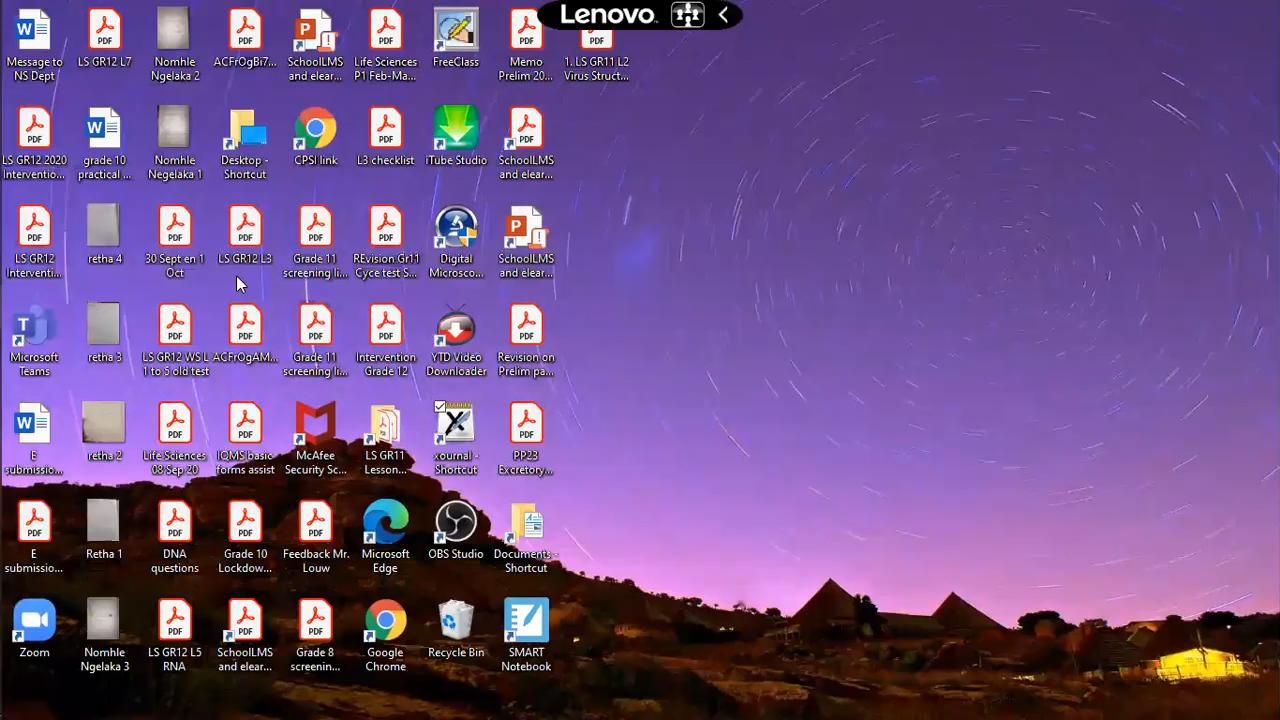 Lenovo
Message to
NS Dept
LS GR12 L7
Nomhle
Ngelaka 2
ACFrOgBi7...
SchoolLMS
and elear...
Life Sciences
P1 Feb-Ma...
FreeClass
Memo
Prelim 20...
1. LS GR11 L2
Virus Struct...
LS GR12 2020
Interventio...
grade 10
practical ...
Nomhle
Negelaka 1
Desktop -
Shortcut
CPSI link
L3 checklist
iTube Studio
SchoolLMS
and elear...
LS GR12
Interventi...
retha 4
30 Sept en 1
Oct
LS GR12 L3
Grade 11
screening li...
REvision Gr11
Cyce test S...
Digital
Microsco...
SchoolLMS
and elear...
Microsoft
Teams
retha 3
LS GR12 WS L
1 to 5 old test
ACFrOgAM...
Grade 11
screening li...
Intervention
Grade 12
YTD Video
Downloader
Revision on
Prelim pa...
E
submissio...
retha 2
Life Sciences
08 Sep 20
IQMS basic
forms assist
McAfee
Security Sc...
LS GR11
Lesson...
xournal -
Shortcut
PP23
Excretory...
E
submissio...
Retha 1
DNA
questions
Grade 10
Lockdow...
Feedback Mr.
Louw
Microsoft
Edge
OBS Studio
Documents -
Shortcut
Zoom
Nomhle
Ngelaka 3
LS GR12 L5
RNA
SchoolLMS
and elear...
Grade 8
screenin...
Google
Chrome
Recycle Bin
SMART
Notebook